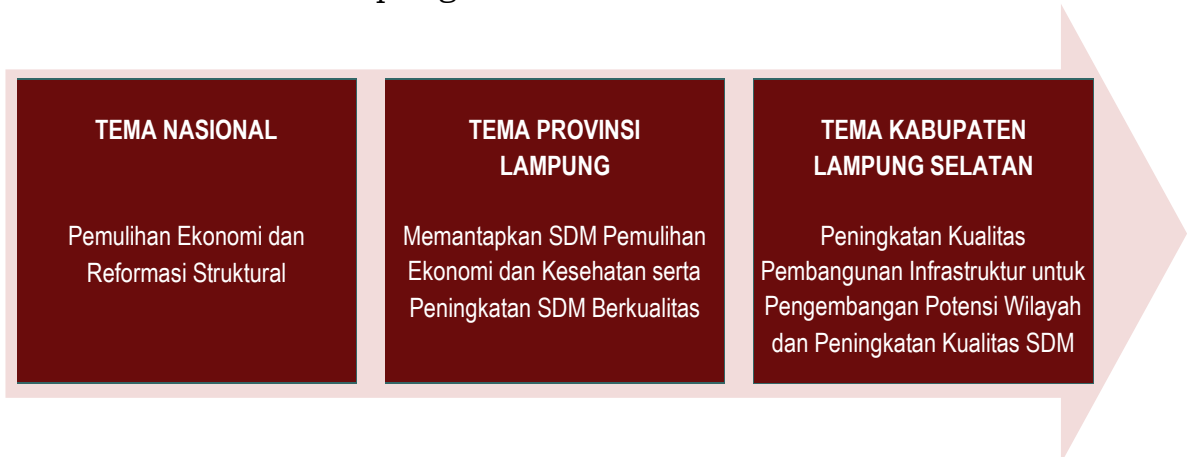 TEMA NASIONAL
Pemulihan Ekonomi dan
Reformasi Struktural
TEMA PROVINSI
LAMPUNG
Memantapkan SDM Pemulihan
Ekonomi dan Kesehatan serta
Peningkatan SDM Berkualitas
TEMA KABUPATEN
LAMPUNG SELATAN
Peningkatan Kualitas
Pembangunan Infrastruktur untuk
Pengembangan Potensi Wilayah
dan Peningkatan Kualitas SDM